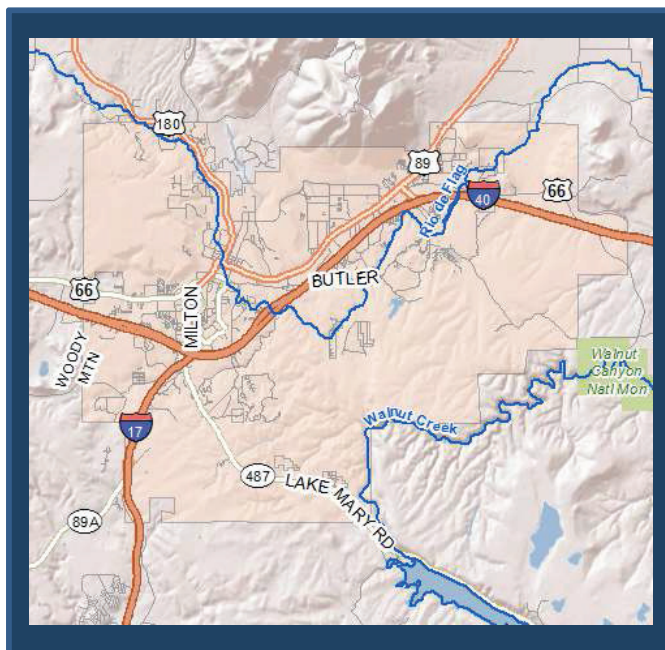 180
89
Rio de Flag
40
66
66
MILTON
BUTLER
WOODY
MTN
Walnut
Canyon
Natl Mon
Walnut Creek
17
487
LAKE MARY RD
89A